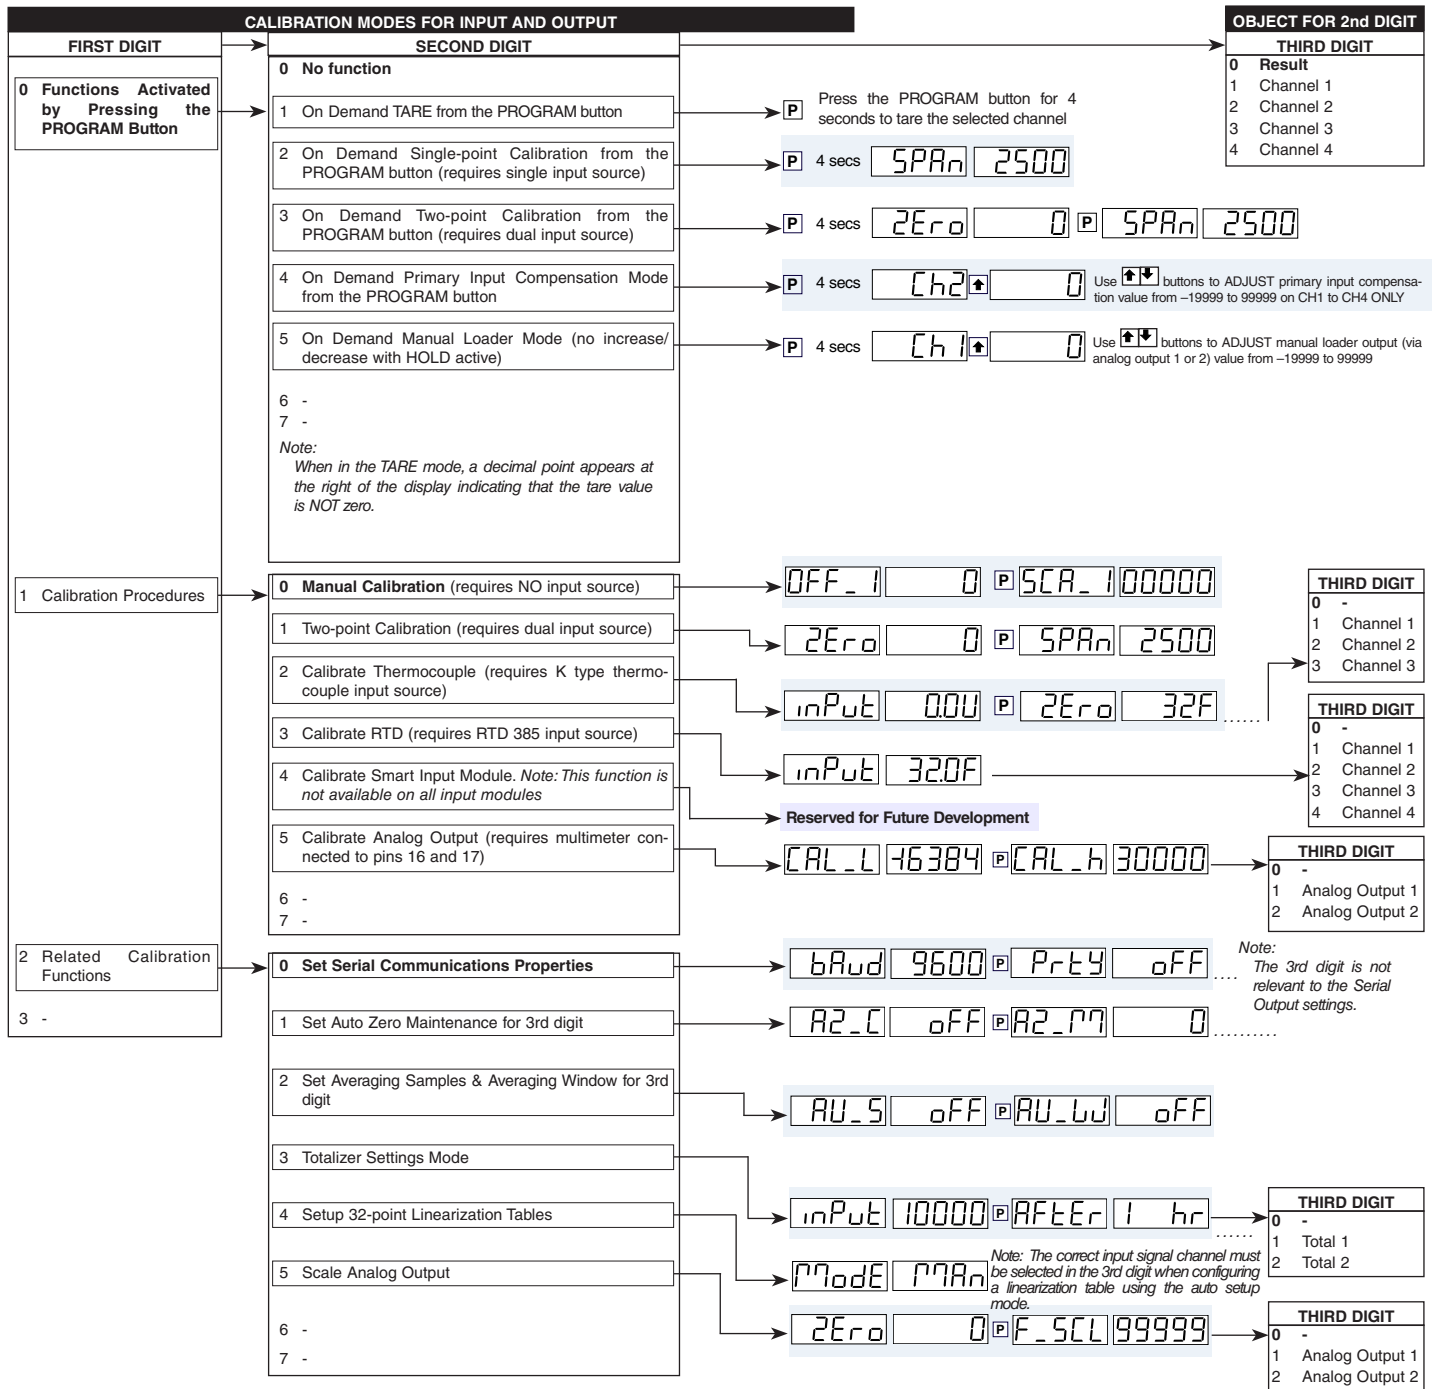 CALIBRATION MODES FOR INPUT AND OUTPUT
OBJECT FOR 2nd DIGIT
FIRST DIGIT
SECOND DIGIT
THIRD DIGIT
0 Result
1 Channel 1
2 Channel 2
3 Channel 3
4 Channel 4
0 Functions Activated
by Pressing the
PROGRAM Button
0 No function
1 On Demand TARE from the PROGRAM button
P Press the PROGRAM button for 4
seconds to tare the selected channel
2 On Demand Single-point Calibration from the
PROGRAM button (requires single input source)
P 4 secs SPAn 2500
3 On Demand Two-point Calibration from the
PROGRAM button (requires dual input source)
P 4 secs ZEro 0 P SPAn 2500
4 On Demand Primary Input Compensation Mode
from the PROGRAM button
P 4 secs Ch2 0 Use buttons to ADJUST primary input compensa-
tion value from –19999 to 99999 on CH1 to CH4 ONLY
5 On Demand Manual Loader Mode (no increase/
decrease with HOLD active)
P 4 secs Ch1 0 Use buttons to ADJUST manual loader output (via
analog output 1 or 2) value from –19999 to 99999
6 -
7 -
Note:
When in the TARE mode, a decimal point appears at
the right of the display indicating that the tare value
is NOT zero.
1 Calibration Procedures
0 Manual Calibration (requires NO input source)
OFF_1 0 P SCA_1 00000
1 Two-point Calibration (requires dual input source)
ZEro 0 P SPAn 2500
2 Calibrate Thermocouple (requires K type thermo-
couple input source)
inPut 0.0U P ZEro 32F ......
THIRD DIGIT
0 -
1 Channel 1
2 Channel 2
3 Channel 3
3 Calibrate RTD (requires RTD 385 input source)
inPut 32.0F
THIRD DIGIT
0 -
1 Channel 1
2 Channel 2
3 Channel 3
4 Channel 4
4 Calibrate Smart Input Module. Note: This function is
not available on all input modules
Reserved for Future Development
5 Calibrate Analog Output (requires multimeter con-
nected to pins 16 and 17)
CAL_L -16384 P CAL_h 30000
THIRD DIGIT
0 -
1 Analog Output 1
2 Analog Output 2
6 -
7 -
2 Related Calibration
Functions
3 -
0 Set Serial Communications Properties
bAud 9600 P PrtY oFF ....
Note:
The 3rd digit is not
relevant to the Serial
Output settings.
1 Set Auto Zero Maintenance for 3rd digit
AZ_C oFF P AZ_M 0 ..........
2 Set Averaging Samples & Averaging Window for 3rd
digit
AU_S oFF P AU_W oFF
3 Totalizer Settings Mode
inPut 10000 P AFtEr 1 hr ......
THIRD DIGIT
0 -
1 Total 1
2 Total 2
4 Setup 32-point Linearization Tables
ModE MAn
Note: The correct input signal channel must
be selected in the 3rd digit when configuring
a linearization table using the auto setup
mode.
5 Scale Analog Output
ZEro 0 P F_SCL 99999
THIRD DIGIT
0 -
1 Analog Output 1
2 Analog Output 2
6 -
7 -